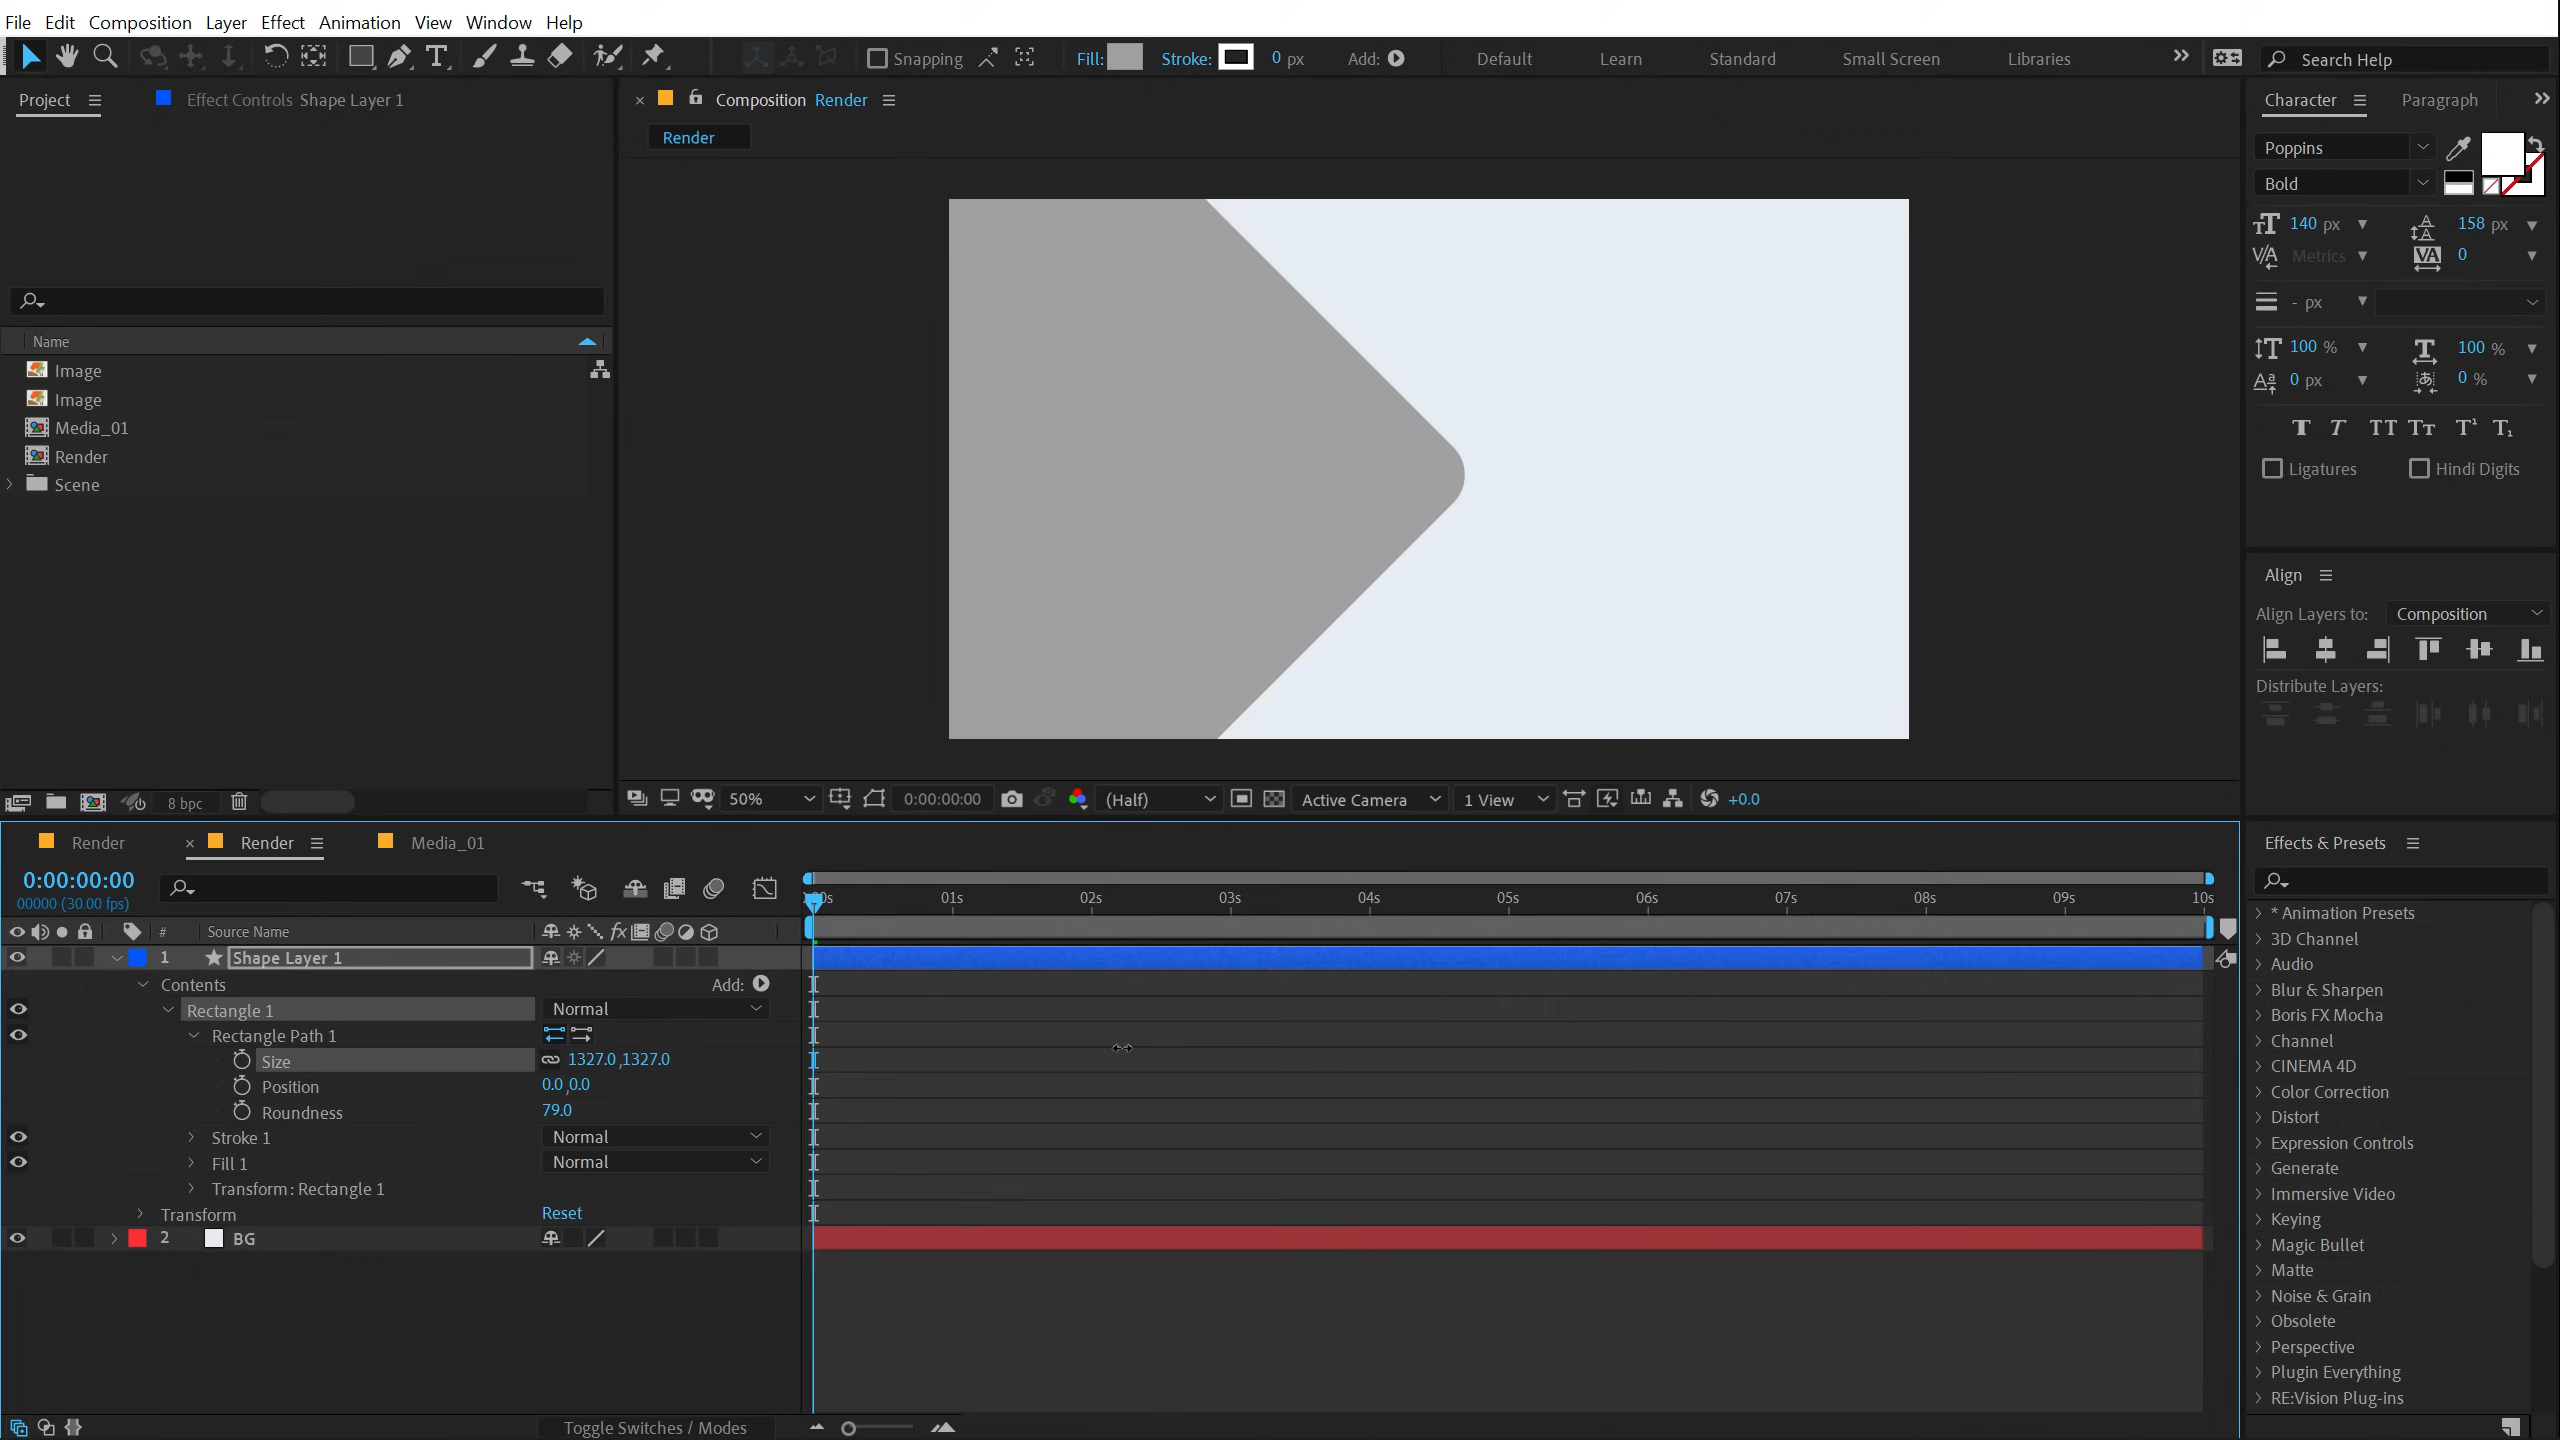 File Edit Composition Layer Effect Animation View Window Help
Snapping Fill: Stroke: 0 px Add: Default Learn Standard Small Screen Libraries Search Help
Project Effect Controls Shape Layer 1
Composition Render
Render
Name
Image
Image
Media_01
Render
Scene
8 bpc
50% 0:00:00:00 (Half) Active Camera 1 View +0.0
Character Paragraph
Poppins
Bold
140 px 158 px
Metrics 0
- px
100 % 100 %
0 px 0 %
T T TT Tт T¹ T₁
Ligatures Hindi Digits
Align
Align Layers to: Composition
Distribute Layers:
Render Render Media_01
0:00:00:00
00000 (30.00 fps)
01s 02s 03s 04s 05s 06s 07s 08s 09s 10s
# Source Name
1 Shape Layer 1
Contents Add:
Rectangle 1 Normal
Rectangle Path 1
Size 1327.0,1327.0
Position 0.0,0.0
Roundness 79.0
Stroke 1 Normal
Fill 1 Normal
Transform: Rectangle 1
Transform Reset
2 BG
Toggle Switches / Modes
Effects & Presets
* Animation Presets
3D Channel
Audio
Blur & Sharpen
Boris FX Mocha
Channel
CINEMA 4D
Color Correction
Distort
Expression Controls
Generate
Immersive Video
Keying
Magic Bullet
Matte
Noise & Grain
Obsolete
Perspective
Plugin Everything
RE:Vision Plug-ins